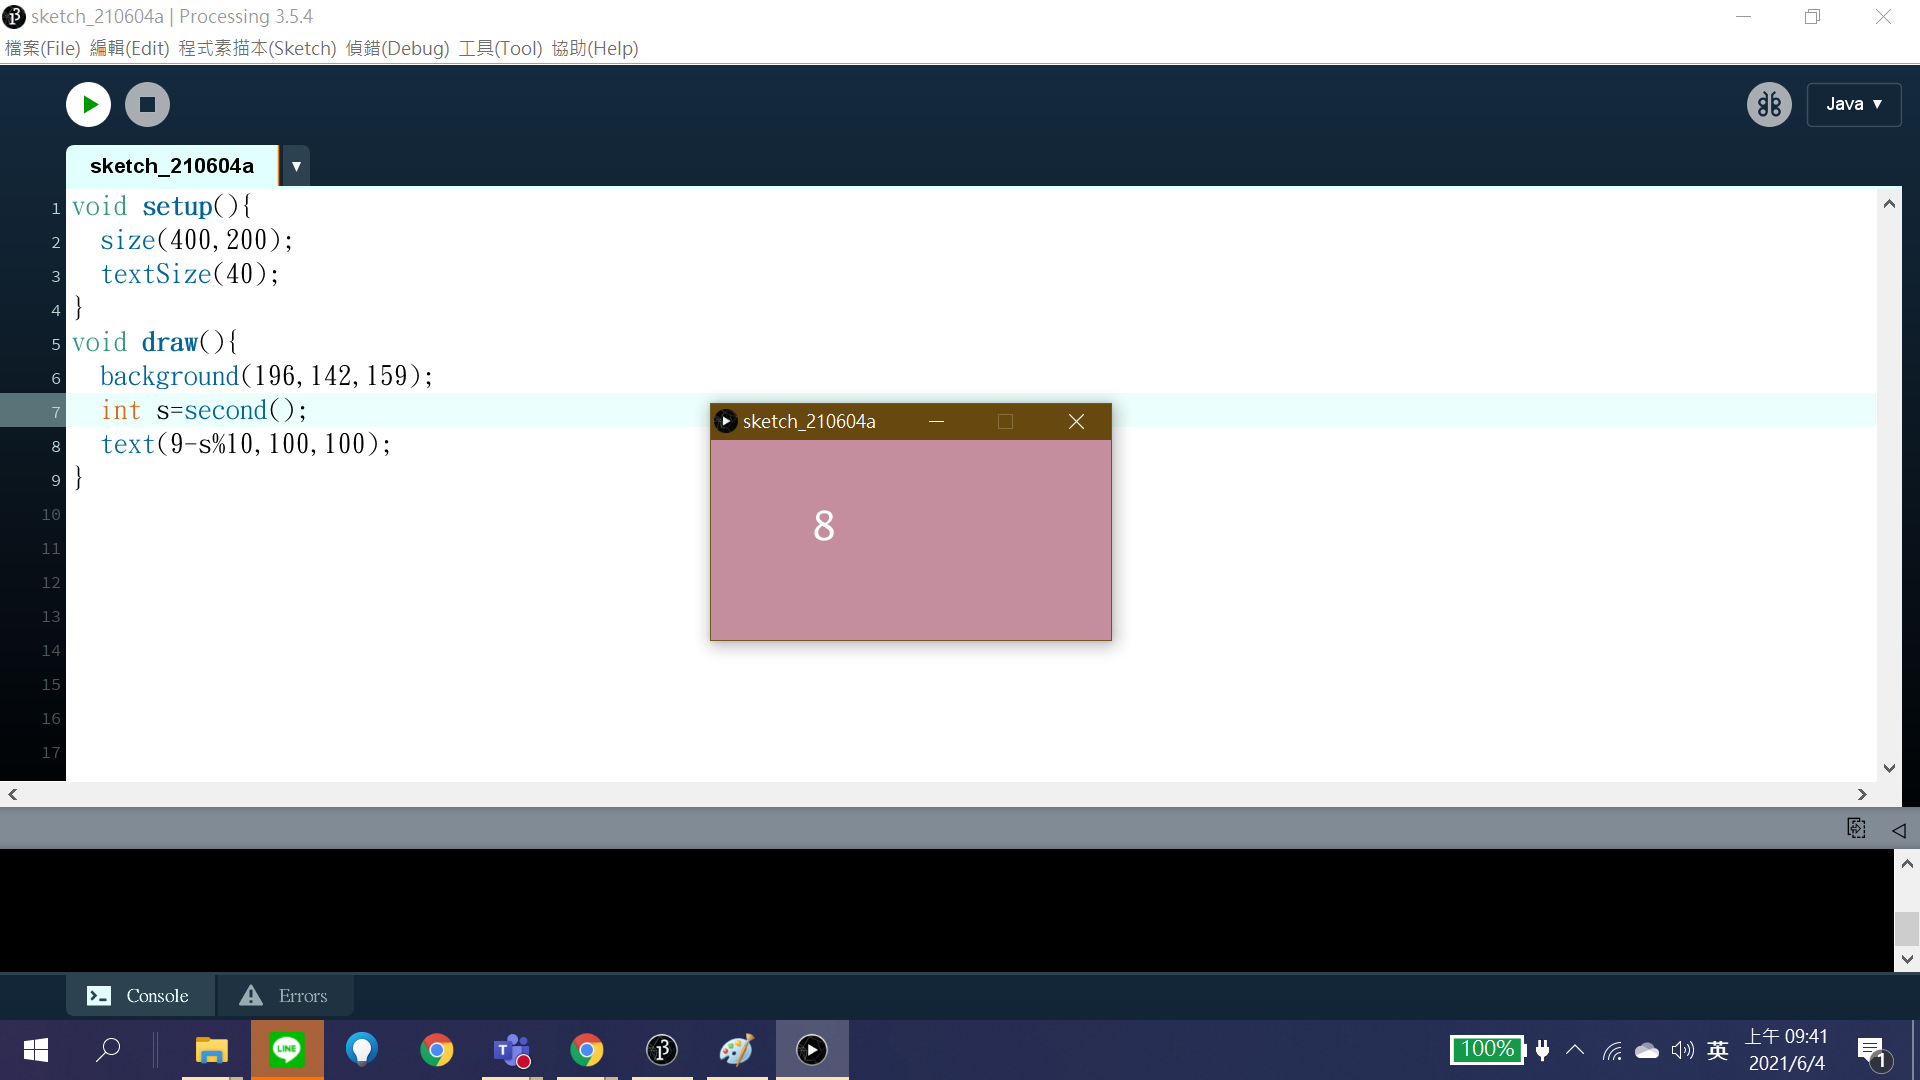 sketch_210604a | Processing 3.5.4
檔案(File) 編輯(Edit) 程式素描本(Sketch) 偵錯(Debug) 工具(Tool) 協助(Help)
Java ▼
sketch_210604a ▼
1 void setup(){
2 size(400,200);
3 textSize(40);
4 }
5 void draw(){
6 background(196,142,159);
7 int s=second();
8 text(9-s%10,100,100);
9 }
10
11
12
13
14
15
16
17
sketch_210604a
8
Console Errors
LINE
100% 英 上午 09:41
2021/6/4
1